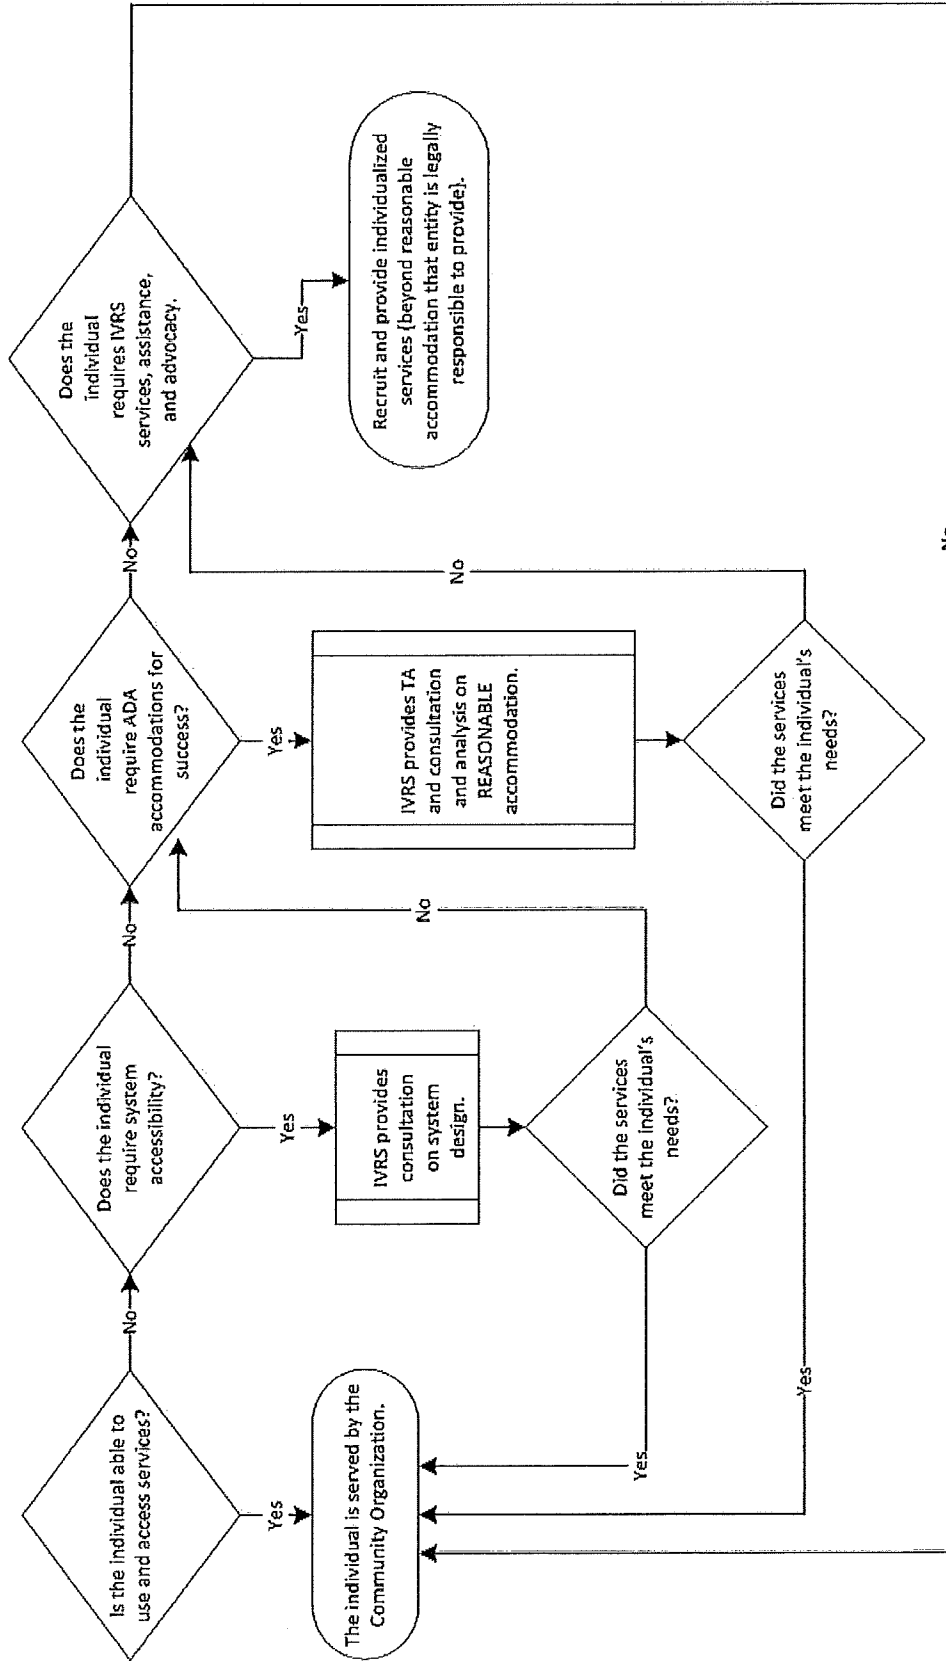 Is the individual able to
use and access services?
No
Does the individual
require system
accessibility?
No
Does the
individual
require ADA
accommodations for
success?
No
Does the
individual
requires IVRS
services, assistance,
and advocacy.
Yes
Yes
Yes
Yes
The individual is served by the
Community Organization.
IVRS provides
consultation
on system
design.
IVRS provides TA
and consultation
and analysis on
REASONABLE
accommodation.
Recruit and provide individualized
services (beyond reasonable
accommodation that entity is legally
responsible to provide).
No
No
Did the services
meet the individual's
needs?
Yes
Did the services
meet the individual's
needs?
Yes